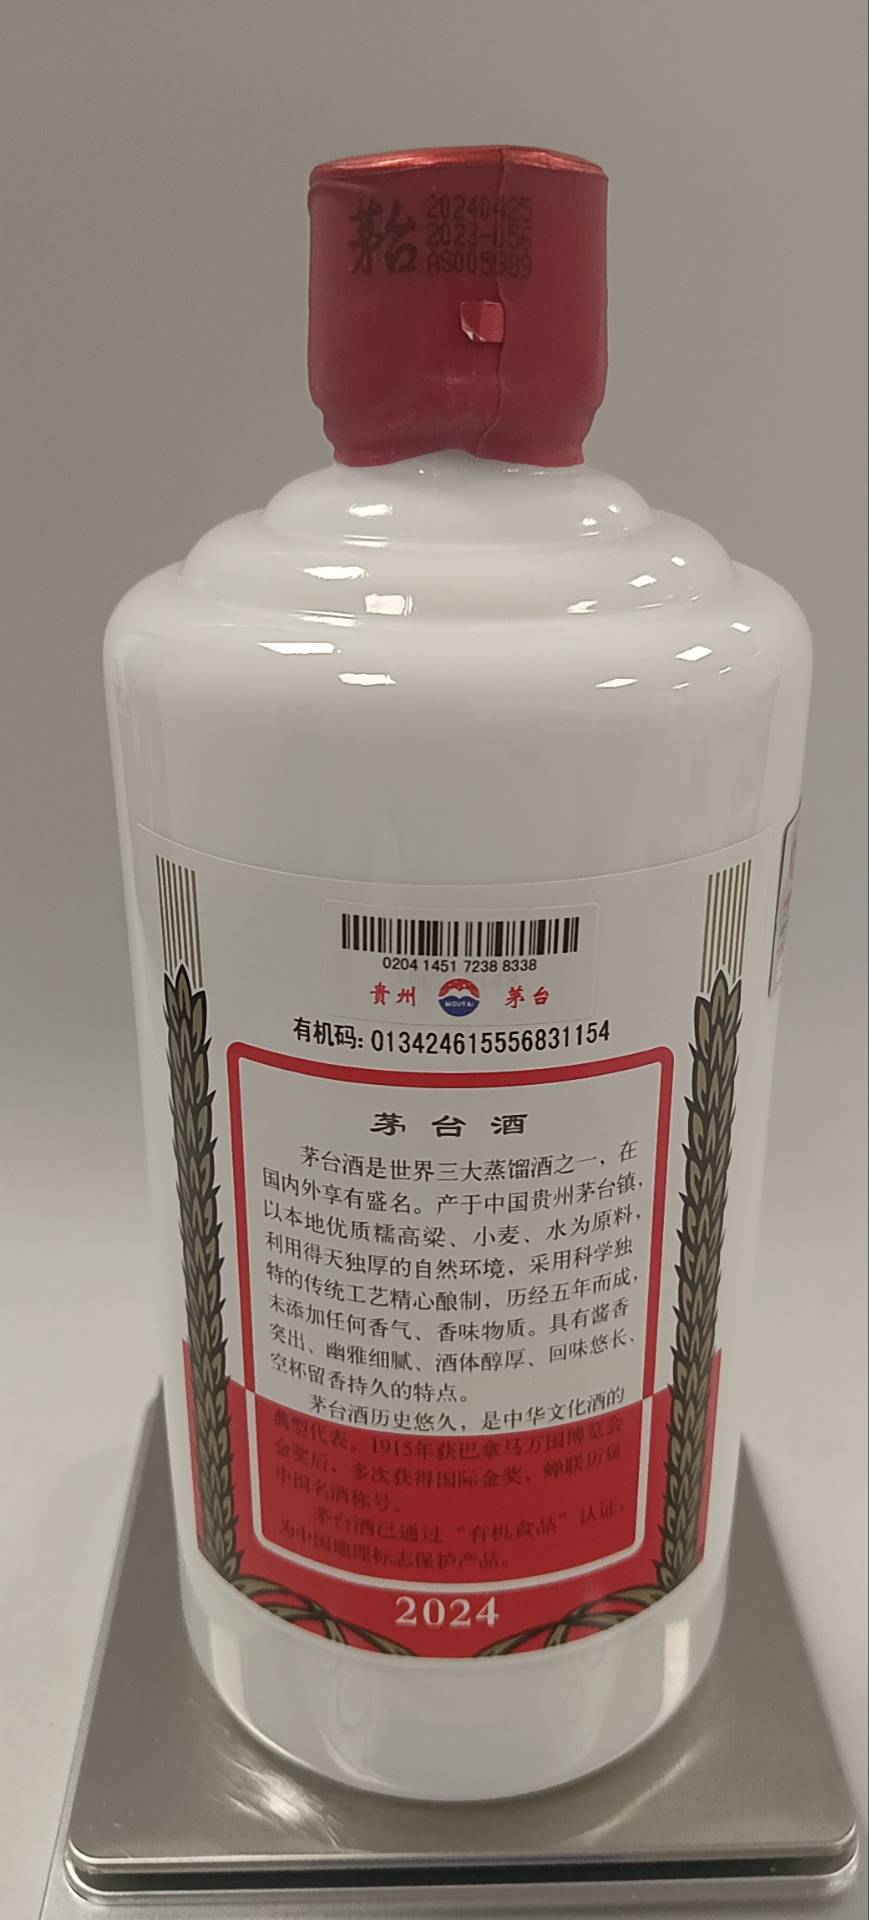 茅台
20240425
2023-056
AS005989
0204 1451 7238 8338
贵州 MOUTAI 茅台
有机码: 013424615556831154
茅台酒
茅台酒是世界三大蒸馏酒之一，在
国内外享有盛名。产于中国贵州茅台镇，
以本地优质糯高粱、小麦、水为原料，
利用得天独厚的自然环境，采用科学独
特的传统工艺精心酿制，历经五年而成，
未添加任何香气、香味物质。具有酱香
突出、幽雅细腻、酒体醇厚、回味悠长、
空杯留香持久的特点。
茅台酒历史悠久，是中华文化酒的
典型代表。1915年获巴拿马万国博览会
金奖后，多次获得国际金奖，蝉联历届
中国名酒称号。
茅台酒已通过“有机食品”认证，
为中国地理标志保护产品。
2024